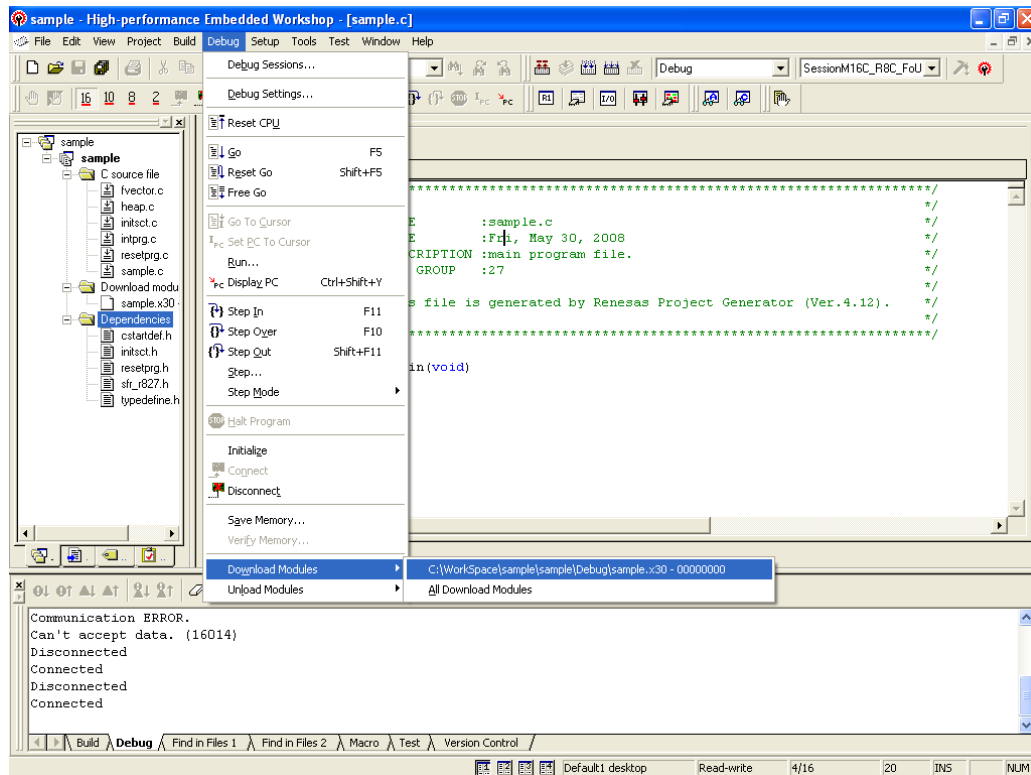 sample - High-performance Embedded Workshop - [sample.c]
File Edit View Project Build Debug Setup Tools Test Window Help
Debug SessionM16C_R8C_FoU
16 10 8 2 R1 I/O
Debug Sessions...
Debug Settings...
Reset CPU
Go F5
Reset Go Shift+F5
Free Go
Go To Cursor
Set PC To Cursor
Run...
Display PC Ctrl+Shift+Y
Step In F11
Step Over F10
Step Out Shift+F11
Step...
Step Mode
Halt Program
Initialize
Connect
Disconnect
Save Memory...
Verify Memory...
Download Modules
Unload Modules
C:\WorkSpace\sample\sample\Debug\sample.x30 - 00000000
All Download Modules
sample
sample
C source file
fvector.c
heap.c
initsct.c
intprg.c
resetprg.c
sample.c
Download modu
sample.x30 -
Dependencies
cstartdef.h
initsct.h
resetprg.h
sfr_r827.h
typedefine.h
***********************************************************************/
*/
E :sample.c */
E :Fri, May 30, 2008 */
CRIPTION :main program file. */
GROUP :27 */
*/
s file is generated by Renesas Project Generator (Ver.4.12). */
*/
***********************************************************************/
in(void)
Communication ERROR.
Can't accept data. (16014)
Disconnected
Connected
Disconnected
Connected
Build Debug Find in Files 1 Find in Files 2 Macro Test Version Control
Default1 desktop Read-write 4/16 20 INS NUM